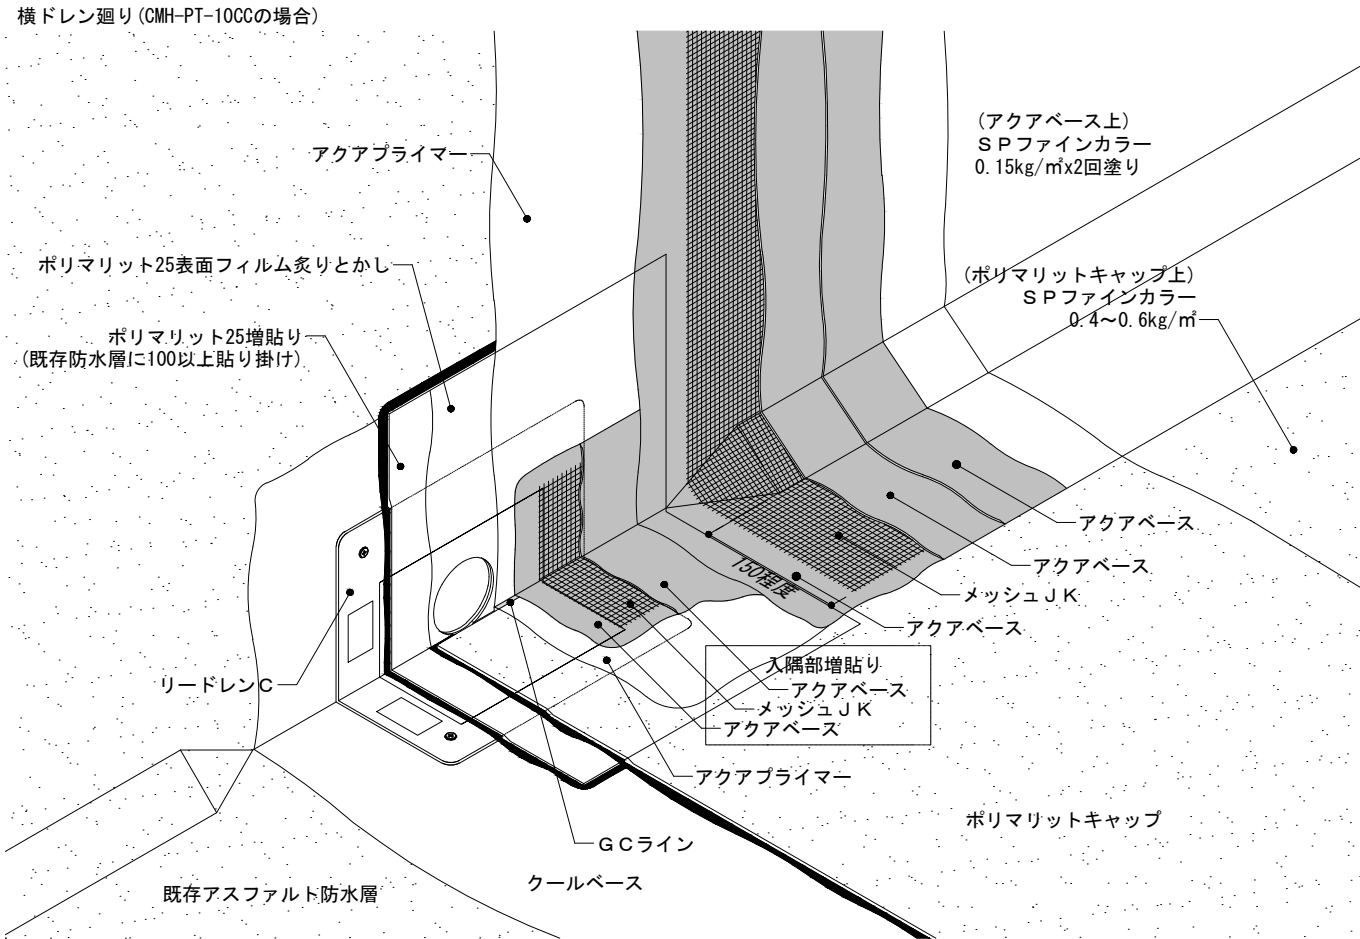 横ドレン廻り(CMH-PT-10CCの場合)
(アクアベース上)
ＳＰファインカラー
0.15kg/㎡x2回塗り
アクアプライマー
ポリマリット25表面フィルム炙りとかし
(ポリマリットキャップ上)
ＳＰファインカラー
0.4～0.6kg/㎡
ポリマリット25増貼り
(既存防水層に100以上貼り掛け)
アクアベース
アクアベース
メッシュＪＫ
アクアベース
150程度
入隅部増貼り
アクアベース
メッシュＪＫ
アクアベース
リードレンＣ
アクアプライマー
ポリマリットキャップ
ＧＣライン
クールベース
既存アスファルト防水層